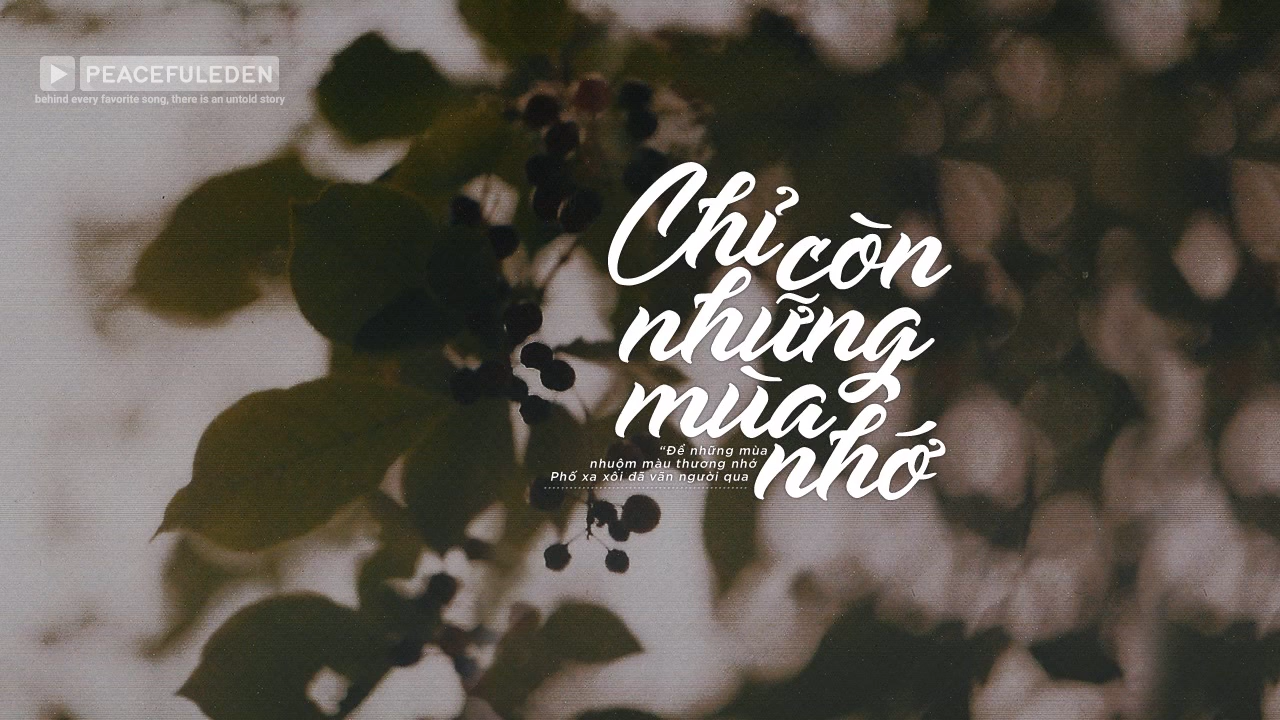 PEACEFULEDEN
behind every favorite song, there is an untold story
Chỉ còn
những
mùa
nhớ
“Để những mùa
nhuộm màu thương nhớ
Phố xa xôi đã vãn người qua